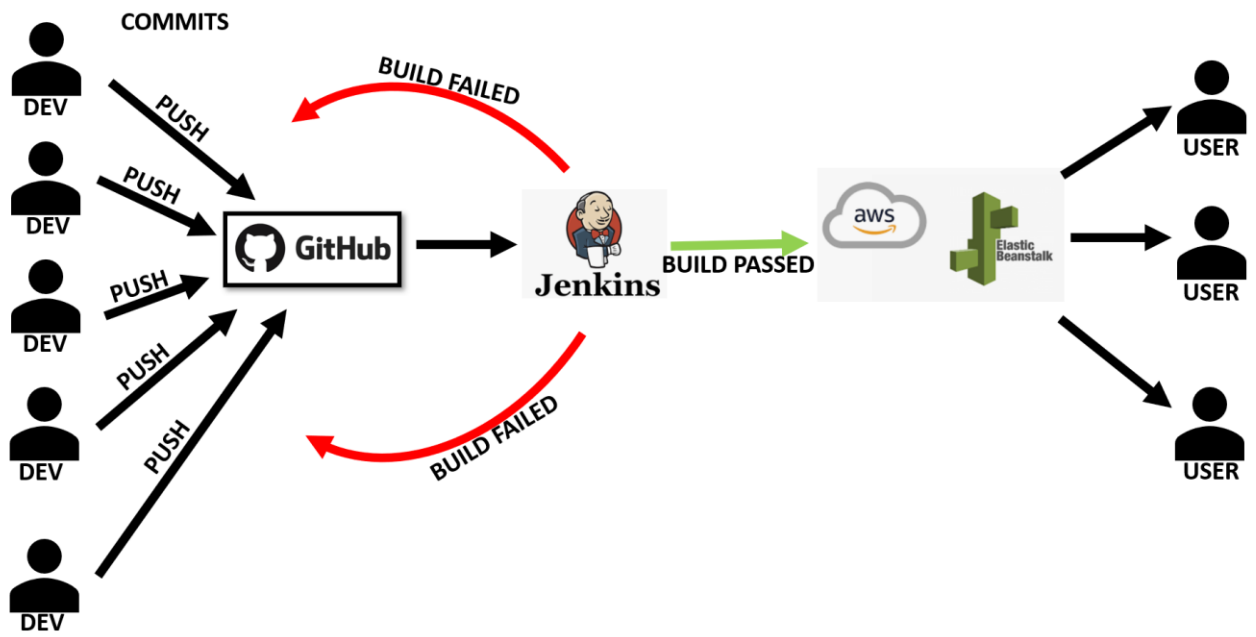 COMMITS
DEV
PUSH
DEV
PUSH
DEV
PUSH
DEV
PUSH
DEV
PUSH
GitHub
BUILD FAILED
Jenkins
BUILD FAILED
BUILD PASSED
aws
Elastic
Beanstalk
USER
USER
USER